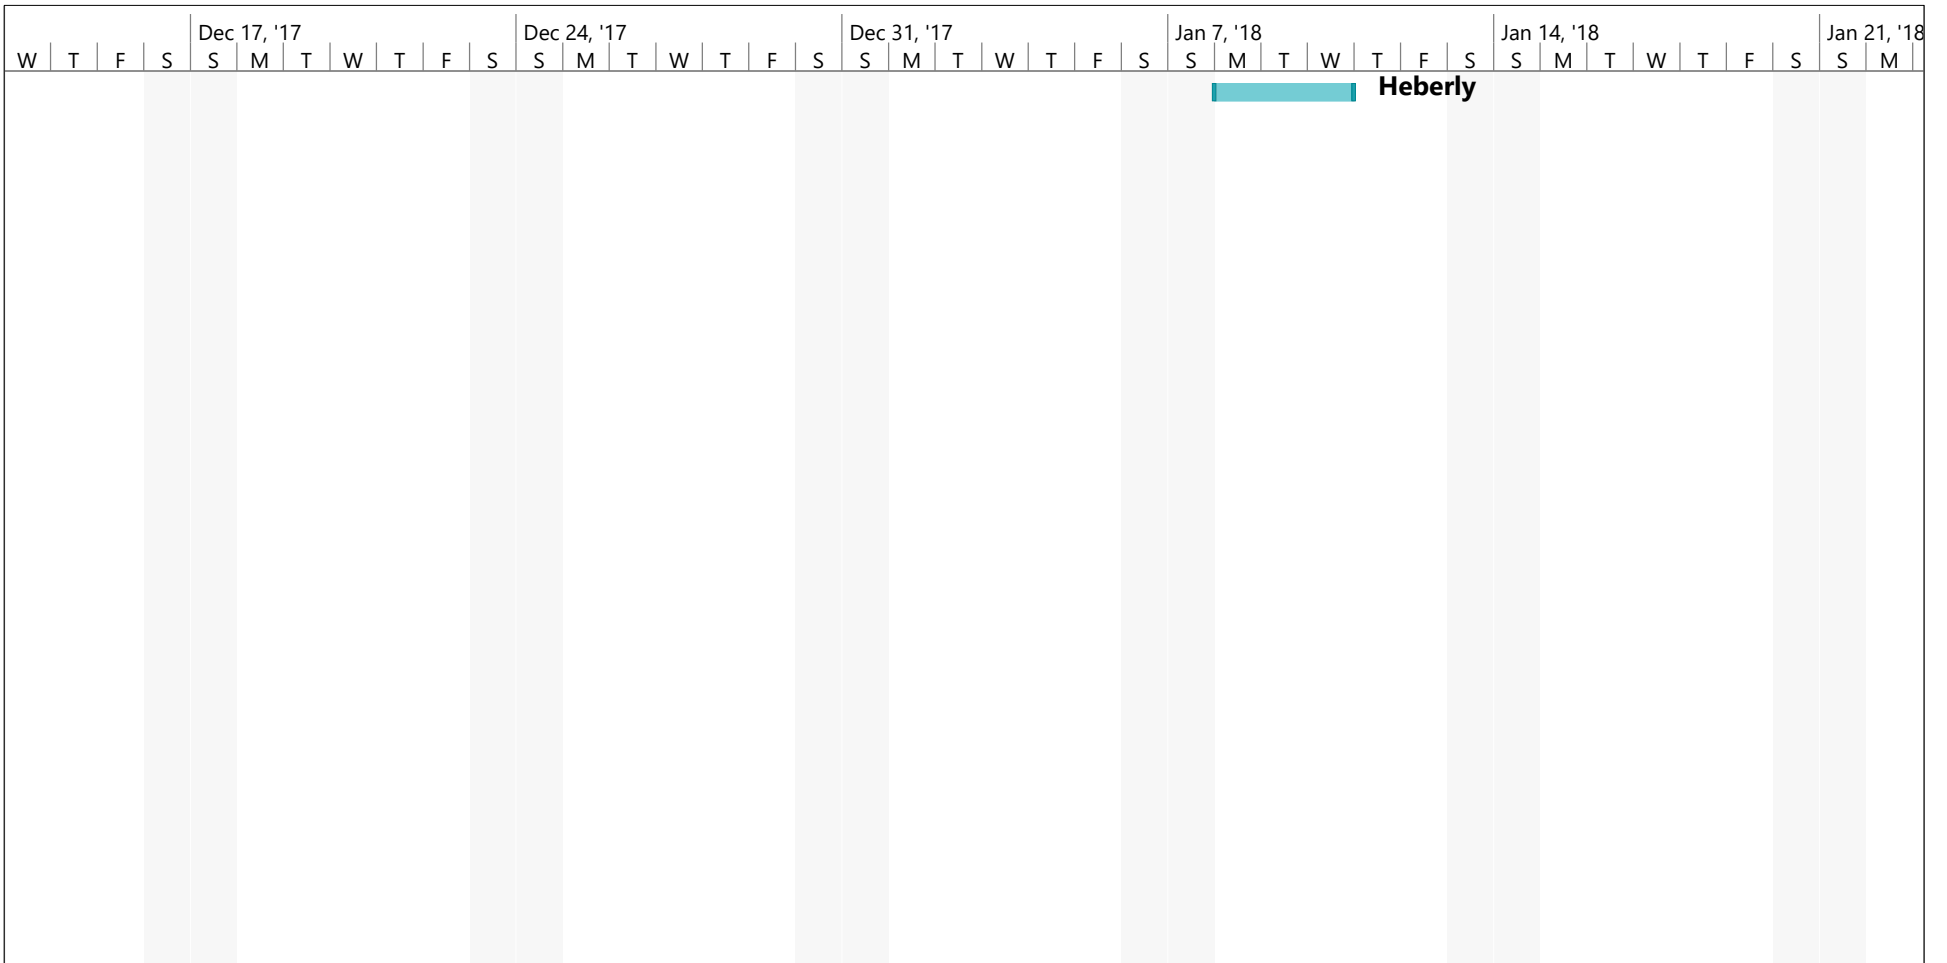 Dec 17, '17 Dec 24, '17 Dec 31, '17 Jan 7, '18 Jan 14, '18 Jan 21, '18
W T F S S M T W T F S S M T W T F S S M T W T F S S M T W T F S S M T W T F S S M
Heberly